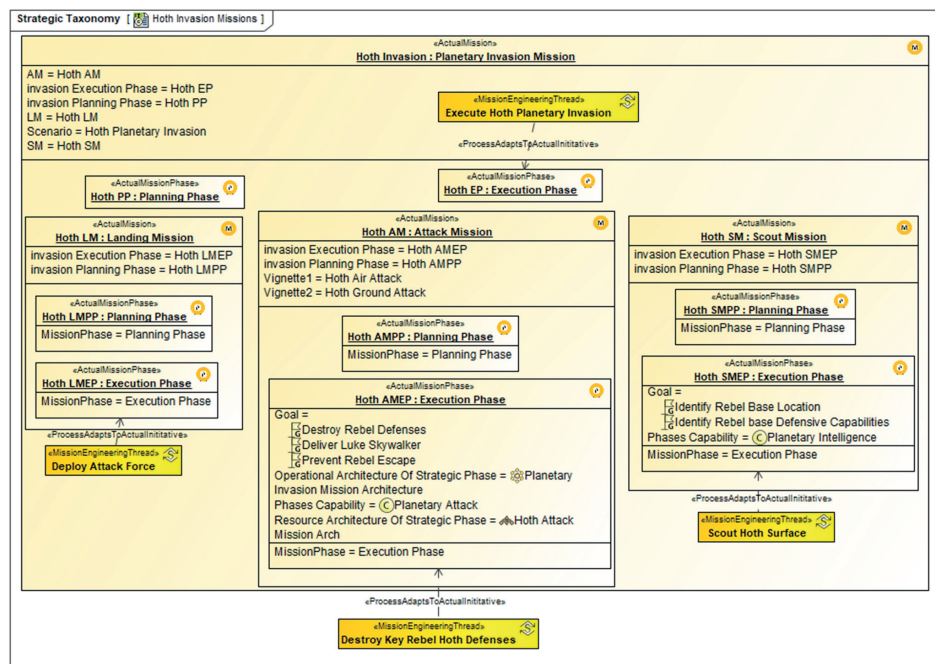 Strategic Taxonomy [ Hoth Invasion Missions ]
«ActualMission»
Hoth Invasion : Planetary Invasion Mission
AM = Hoth AM
invasion Execution Phase = Hoth EP
invasion Planning Phase = Hoth PP
LM = Hoth LM
Scenario = Hoth Planetary Invasion
SM = Hoth SM
«MissionEngineeringThread»
Execute Hoth Planetary Invasion
«ProcessAdaptsToActualInititative»
«ActualMissionPhase»
Hoth PP : Planning Phase
«ActualMissionPhase»
Hoth EP : Execution Phase
«ActualMission»
Hoth LM : Landing Mission
invasion Execution Phase = Hoth LMEP
invasion Planning Phase = Hoth LMPP
«ActualMissionPhase»
Hoth LMPP : Planning Phase
MissionPhase = Planning Phase
«ActualMissionPhase»
Hoth LMEP : Execution Phase
MissionPhase = Execution Phase
«ProcessAdaptsToActualInititative»
«MissionEngineeringThread»
Deploy Attack Force
«ActualMission»
Hoth AM : Attack Mission
invasion Execution Phase = Hoth AMEP
invasion Planning Phase = Hoth AMPP
Vignette1 = Hoth Air Attack
Vignette2 = Hoth Ground Attack
«ActualMissionPhase»
Hoth AMPP : Planning Phase
MissionPhase = Planning Phase
«ActualMissionPhase»
Hoth AMEP : Execution Phase
Goal =
Destroy Rebel Defenses
Deliver Luke Skywalker
Prevent Rebel Escape
Operational Architecture Of Strategic Phase = Planetary
Invasion Mission Architecture
Phases Capability = Planetary Attack
Resource Architecture Of Strategic Phase = Hoth Attack
Mission Arch
MissionPhase = Execution Phase
«ProcessAdaptsToActualInititative»
«MissionEngineeringThread»
Destroy Key Rebel Hoth Defenses
«ActualMission»
Hoth SM : Scout Mission
invasion Execution Phase = Hoth SMEP
invasion Planning Phase = Hoth SMPP
«ActualMissionPhase»
Hoth SMPP : Planning Phase
MissionPhase = Planning Phase
«ActualMissionPhase»
Hoth SMEP : Execution Phase
Goal =
Identify Rebel Base Location
Identify Rebel base Defensive Capabilities
Phases Capability = Planetary Intelligence
MissionPhase = Execution Phase
«ProcessAdaptsToActualInititative»
«MissionEngineeringThread»
Scout Hoth Surface